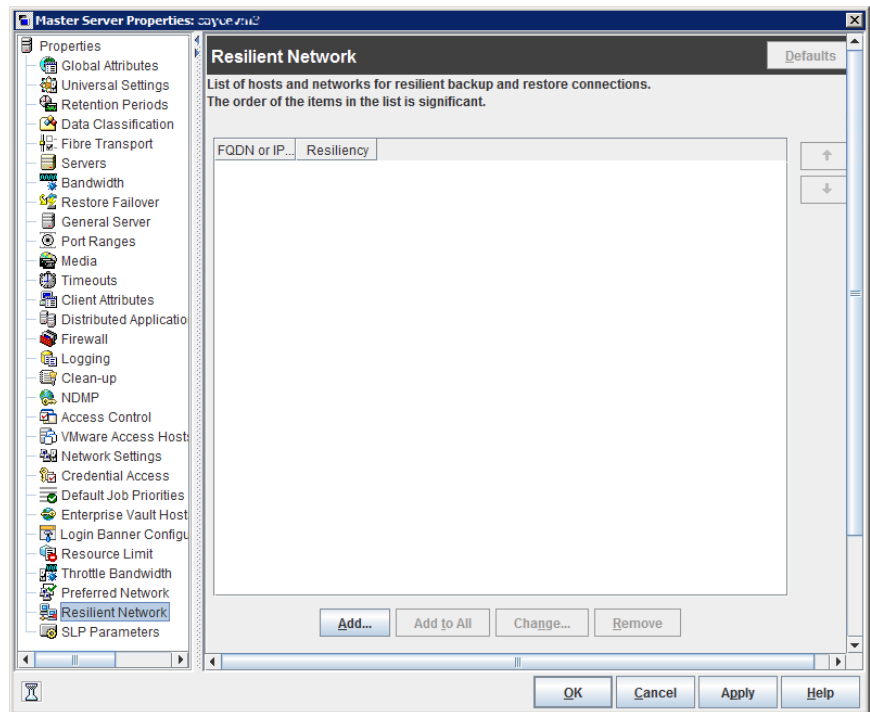 Master Server Properties:
Properties
Global Attributes
Universal Settings
Retention Periods
Data Classification
Fibre Transport
Servers
Bandwidth
Restore Failover
General Server
Port Ranges
Media
Timeouts
Client Attributes
Distributed Applicatio
Firewall
Logging
Clean-up
NDMP
Access Control
VMware Access Hosts
Network Settings
Credential Access
Default Job Priorities
Enterprise Vault Host
Login Banner Configu
Resource Limit
Throttle Bandwidth
Preferred Network
Resilient Network
SLP Parameters
Resilient Network
Defaults
List of hosts and networks for resilient backup and restore connections.
The order of the items in the list is significant.
FQDN or IP... Resiliency
Add... Add to All Change... Remove
OK Cancel Apply Help